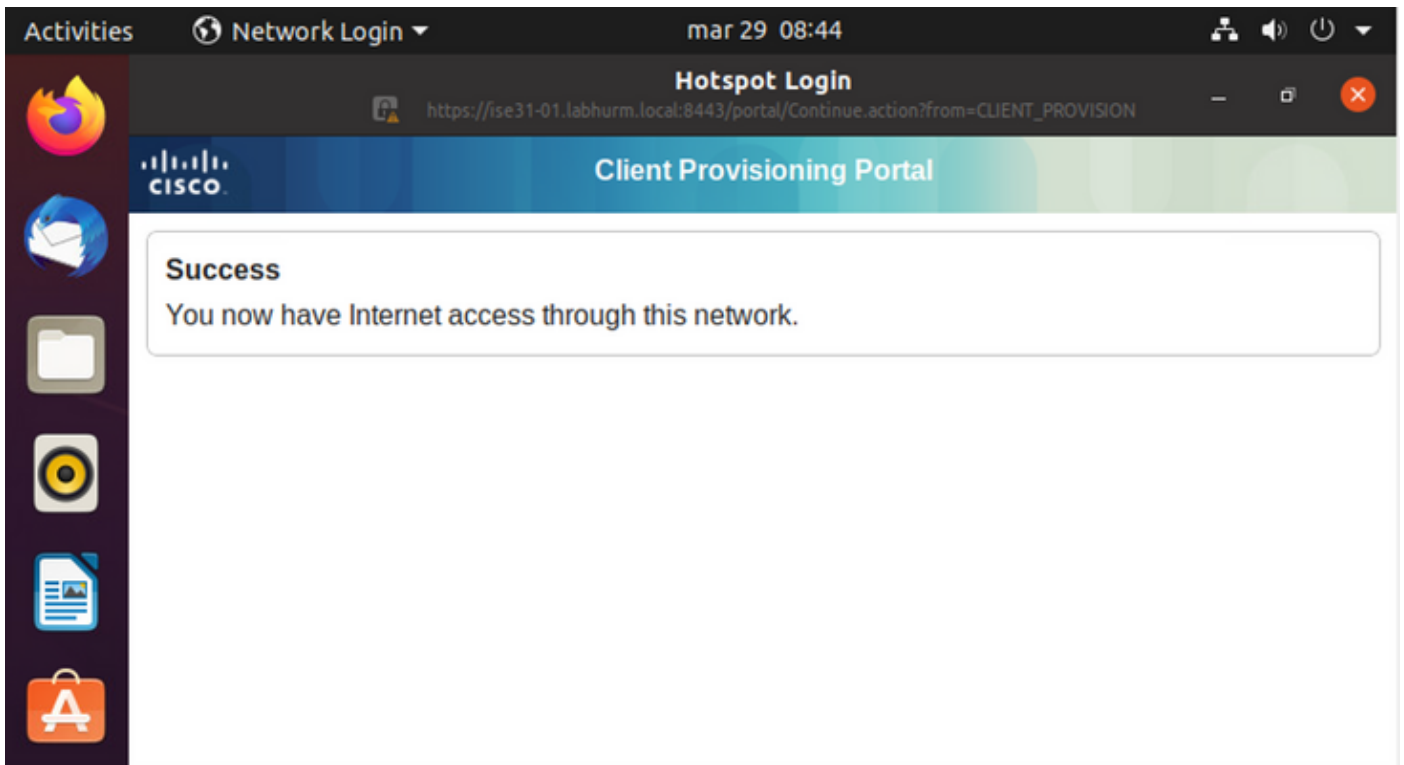 Activities Network Login mar 29 08:44
Hotspot Login
https://ise31-01.labhurm.local:8443/portal/Continue.action?from=CLIENT_PROVISION
CISCO. Client Provisioning Portal
Success
You now have Internet access through this network.